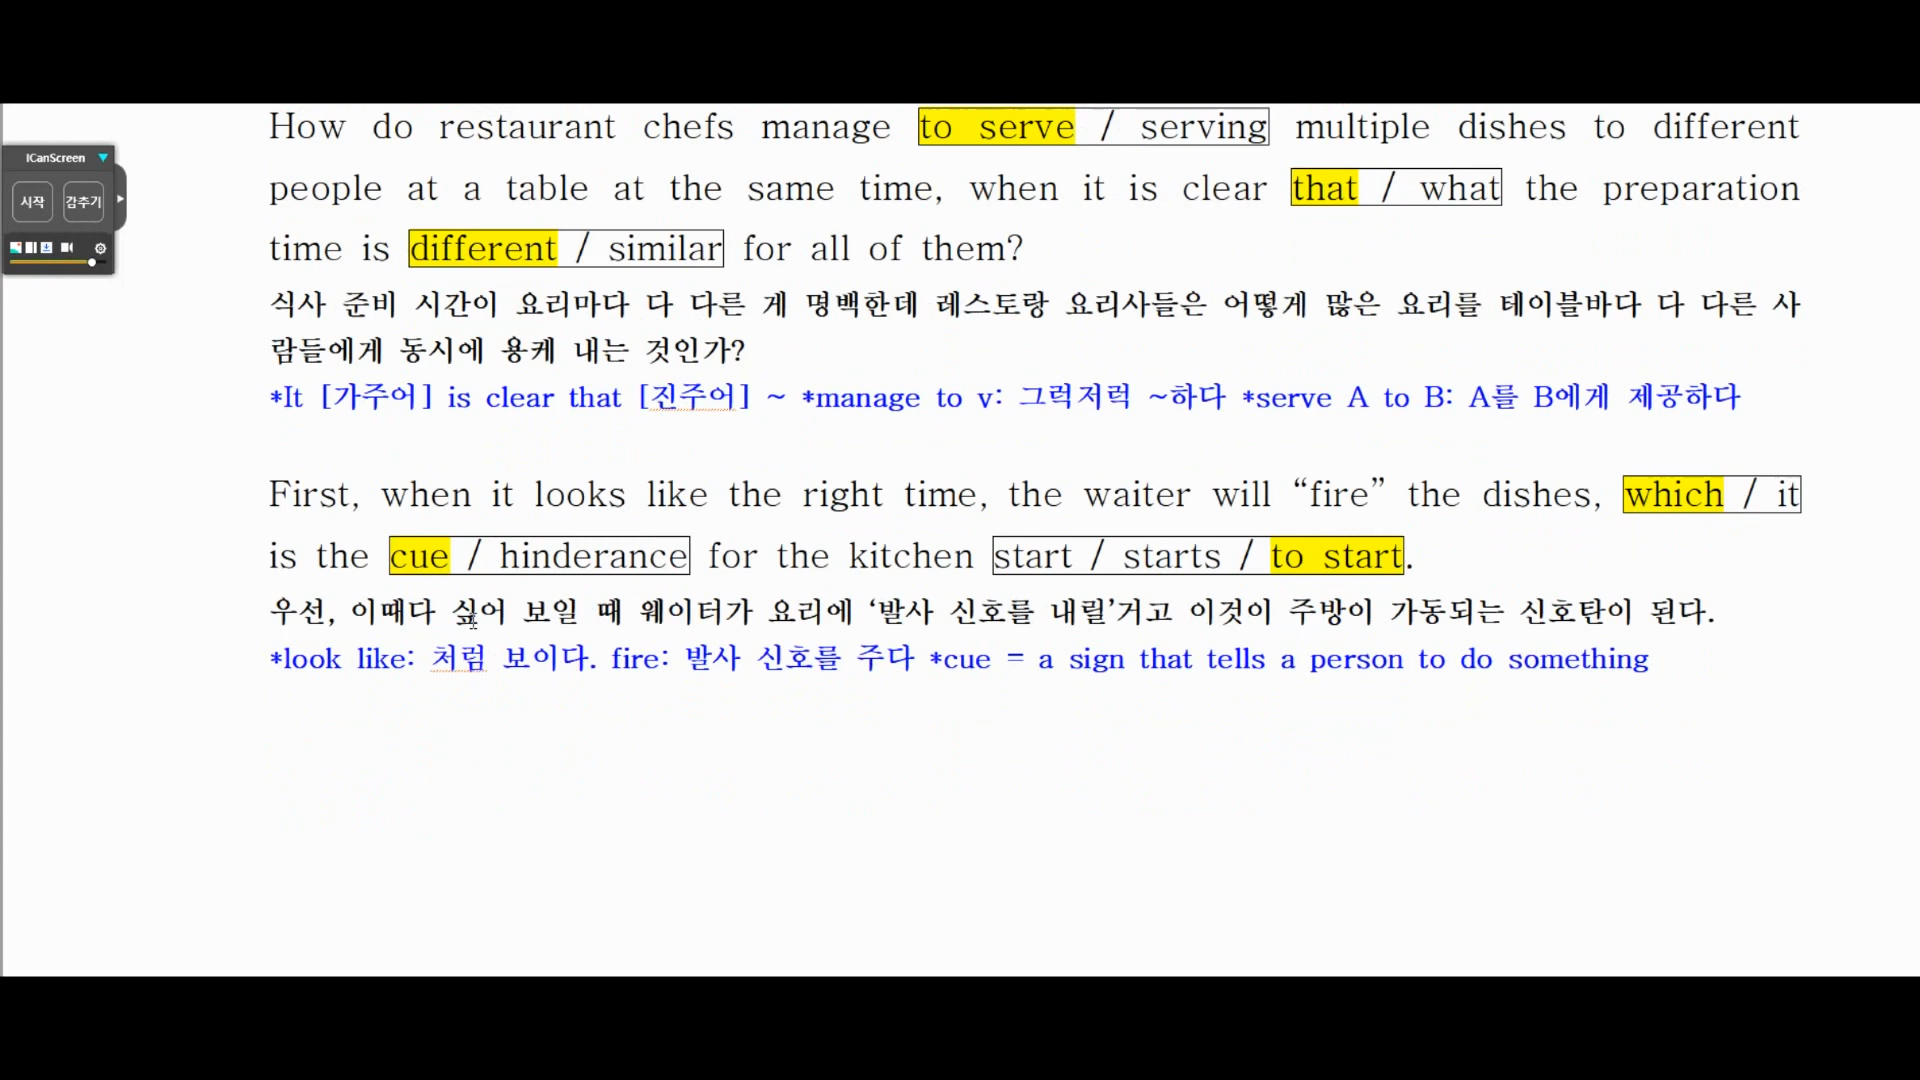 ICanScreen
시작 감추기
How do restaurant chefs manage to serve / serving multiple dishes to different
people at a table at the same time, when it is clear that / what the preparation
time is different / similar for all of them?
식사 준비 시간이 요리마다 다 다른 게 명백한데 레스토랑 요리사들은 어떻게 많은 요리를 테이블바다 다 다른 사
람들에게 동시에 용케 내는 것인가?
*It [가주어] is clear that [진주어] ~ *manage to v: 그럭저럭 ~하다 *serve A to B: A를 B에게 제공하다
First, when it looks like the right time, the waiter will “fire” the dishes, which / it
is the cue / hinderance for the kitchen start / starts / to start.
우선, 이때다 싶어 보일 때 웨이터가 요리에 ‘발사 신호를 내릴’거고 이것이 주방이 가동되는 신호탄이 된다.
*look like: 처럼 보이다. fire: 발사 신호를 주다 *cue = a sign that tells a person to do something